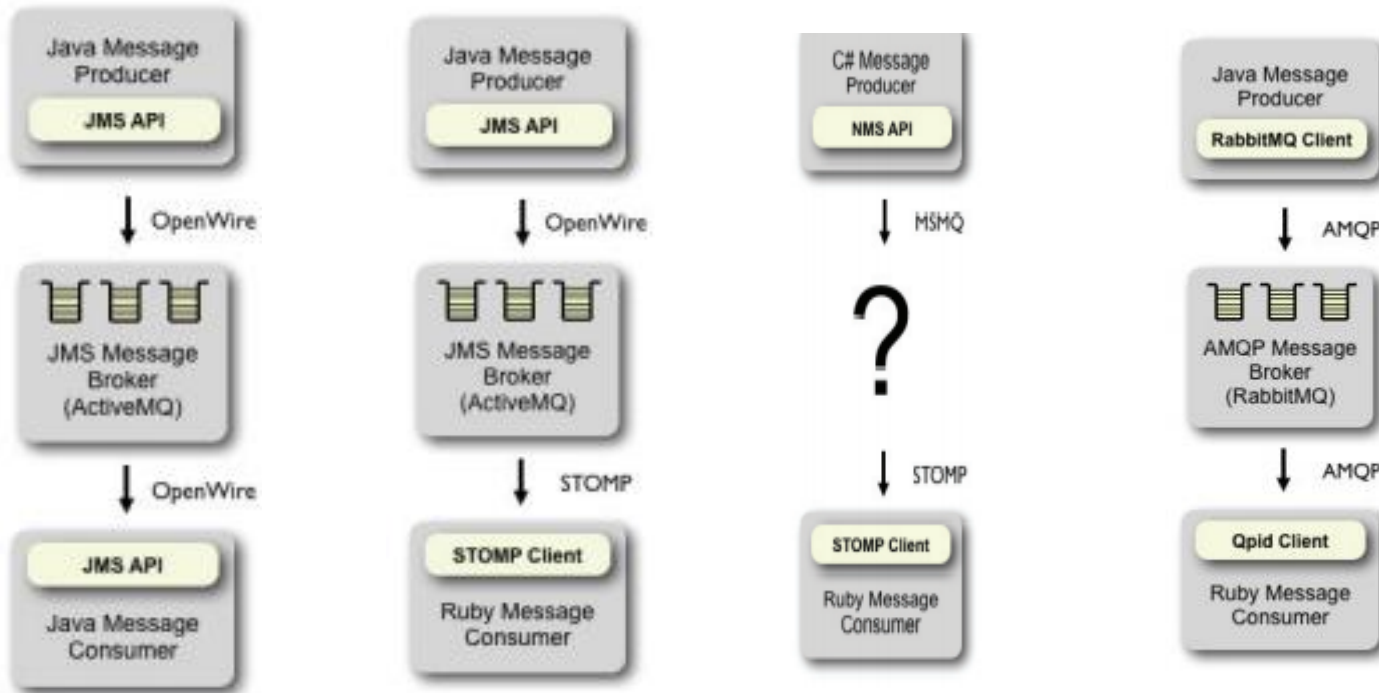 Java Message
Producer
JMS API
OpenWire
JMS Message
Broker
(ActiveMQ)
OpenWire
JMS API
Java Message
Consumer
Java Message
Producer
JMS API
OpenWire
JMS Message
Broker
(ActiveMQ)
STOMP
STOMP Client
Ruby Message
Consumer
C# Message
Producer
NMS API
MSMQ
?
STOMP
STOMP Client
Ruby Message
Consumer
Java Message
Producer
RabbitMQ Client
AMQP
AMQP Message
Broker
(RabbitMQ)
AMQP
Qpid Client
Ruby Message
Consumer